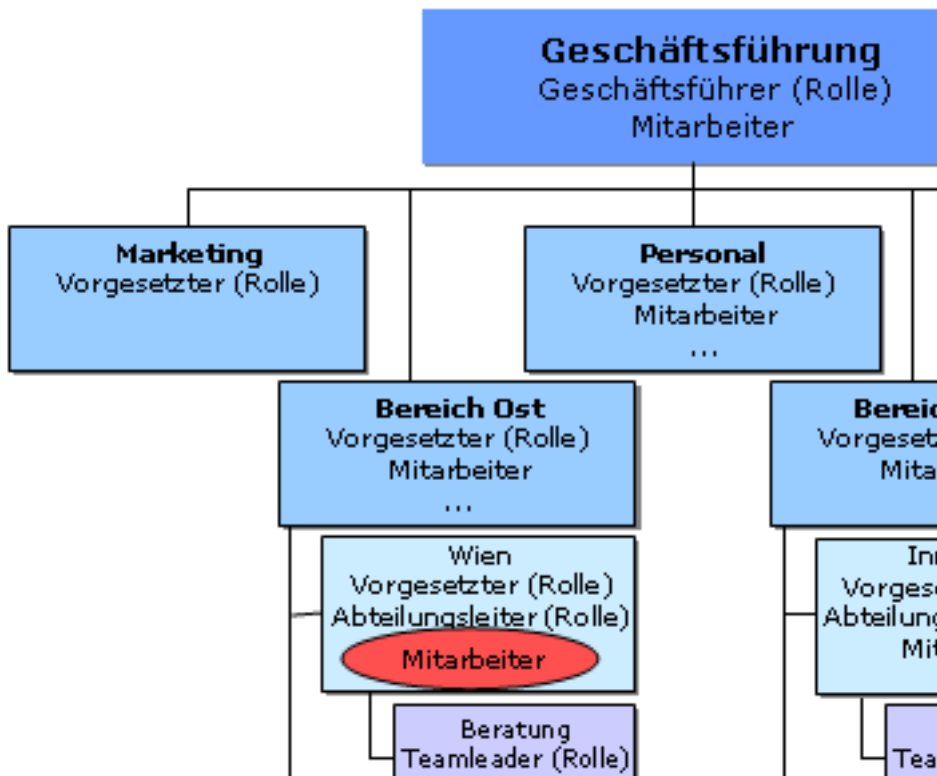 Geschäftsführung
Geschäftsführer (Rolle)
Mitarbeiter
Marketing
Vorgesetzter (Rolle)
Personal
Vorgesetzter (Rolle)
Mitarbeiter
...
Bereich Ost
Vorgesetzter (Rolle)
Mitarbeiter
...
Wien
Vorgesetzter (Rolle)
Abteilungsleiter (Rolle)
Mitarbeiter
Beratung
Teamleader (Rolle)